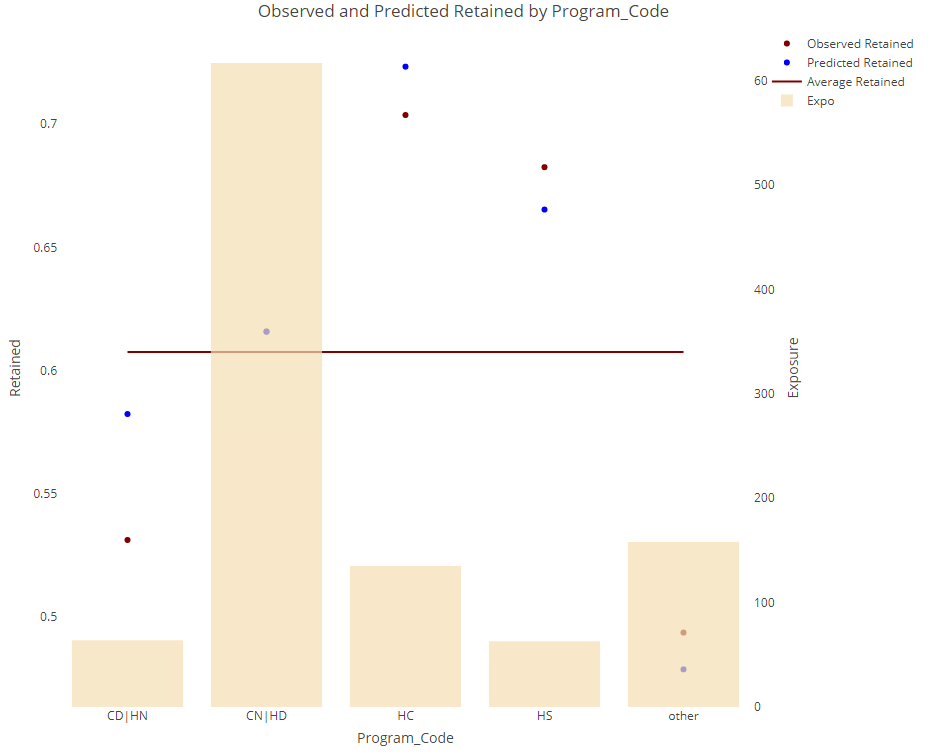 Observed and Predicted Retained by Program_Code
Observed Retained
Predicted Retained
Average Retained
Expo
0.7
0.65
0.6
0.55
0.5
Retained
60
500
400
300
200
100
0
Exposure
CD|HN
CN|HD
HC
HS
other
Program_Code